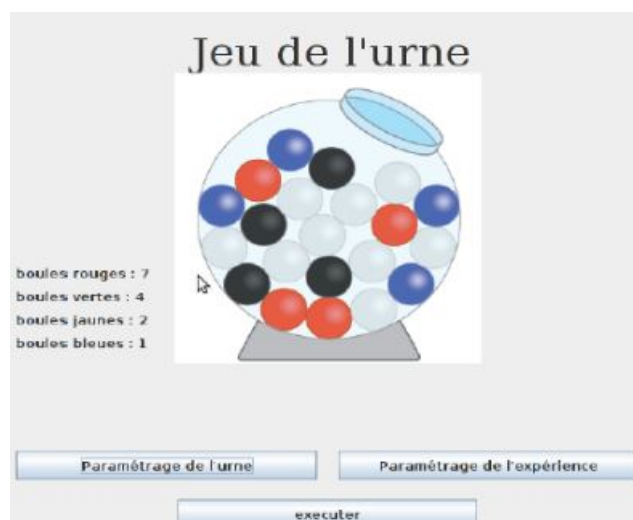 Jeu de l'urne
boules rouges : 7
boules vertes : 4
boules jaunes : 2
boules bleues : 1
Paramétrage de l'urne
Paramétrage de l'expérience
executer